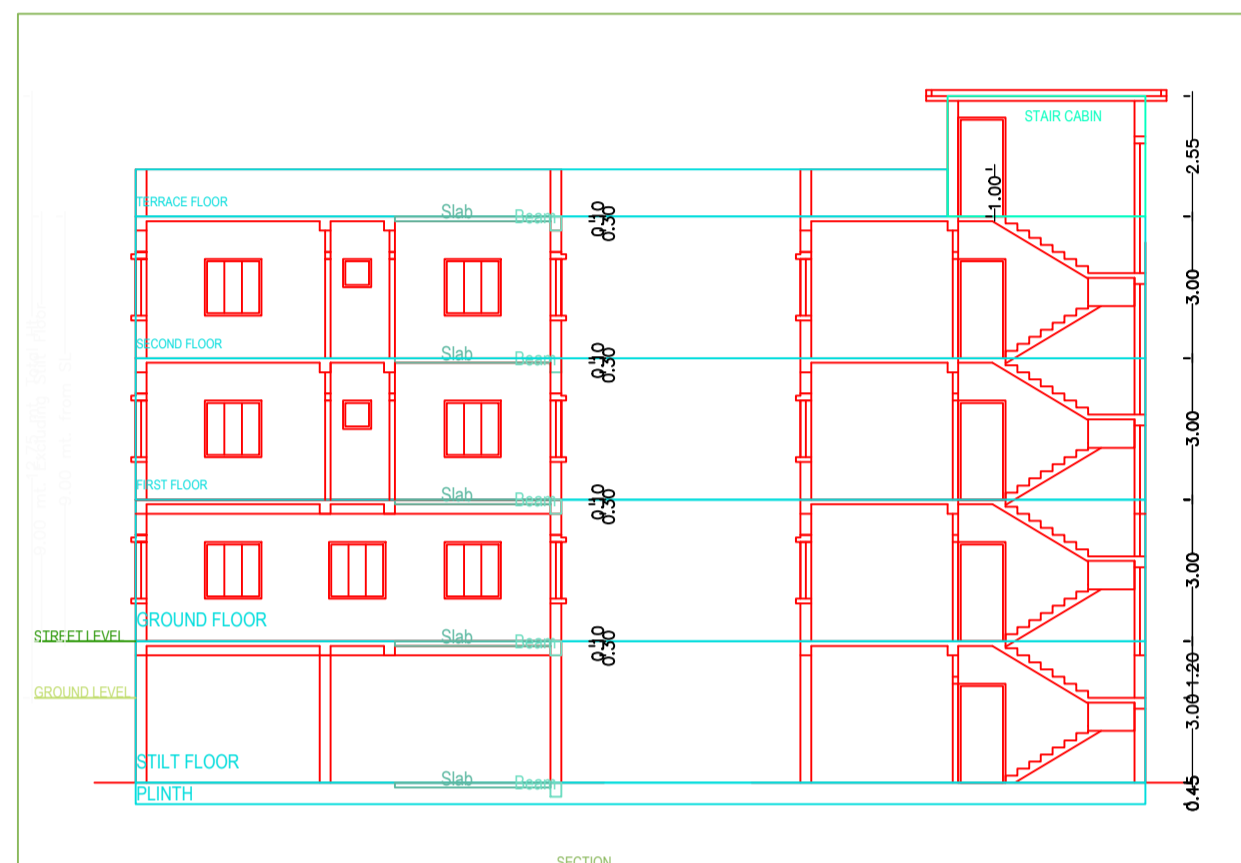 STAIR CABIN
2.55
1.00
TERRACE FLOOR
Slab
Beam
0.10
0.30
3.00
SECOND FLOOR
Slab
Beam
0.10
0.30
3.00
FIRST FLOOR
Slab
Beam
0.10
0.30
3.00
GROUND FLOOR
STREET LEVEL
Slab
Beam
0.10
0.30
1.20
GROUND LEVEL
3.00
STILT FLOOR
Slab
Beam
PLINTH
0.45
SECTION